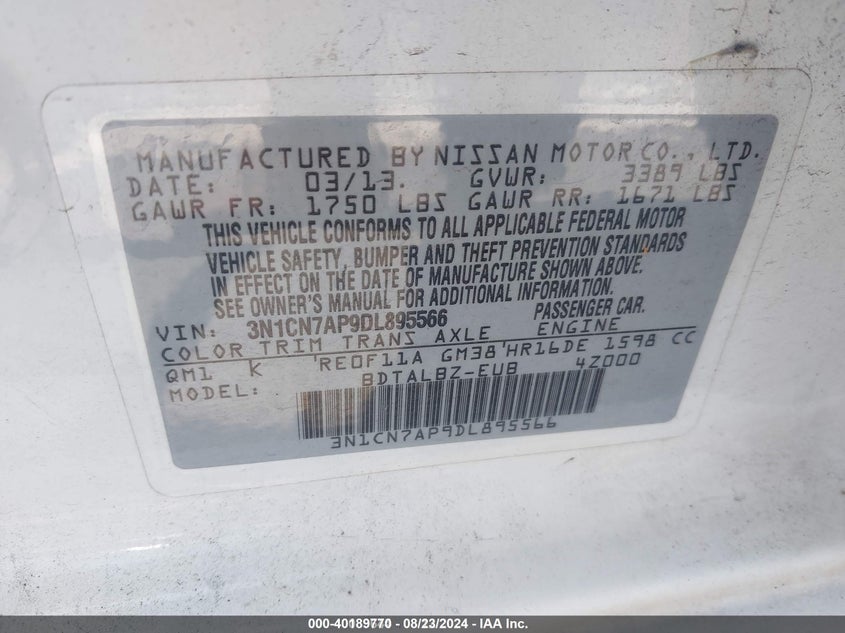 MANUFACTURED BY NISSAN MOTOR CO., LTD.
DATE: 03/13. GVWR: 3389 LBS
GAWR FR: 1750 LBS GAWR RR: 1671 LBS
THIS VEHICLE CONFORMS TO ALL APPLICABLE FEDERAL MOTOR
VEHICLE SAFETY, BUMPER AND THEFT PREVENTION STANDARDS
IN EFFECT ON THE DATE OF MANUFACTURE SHOWN ABOVE.
SEE OWNER'S MANUAL FOR ADDITIONAL INFORMATION.
VIN: 3N1CN7AP9DL895566 PASSENGER CAR.
COLOR TRIM TRANS AXLE ENGINE
QM1 K RE0F11A GM38 HR16DE 1598 CC
MODEL: BDTALBZ-EUB 4Z000
3N1CN7AP9DL895566
000-40189770 - 08/23/2024 - IAAI.com